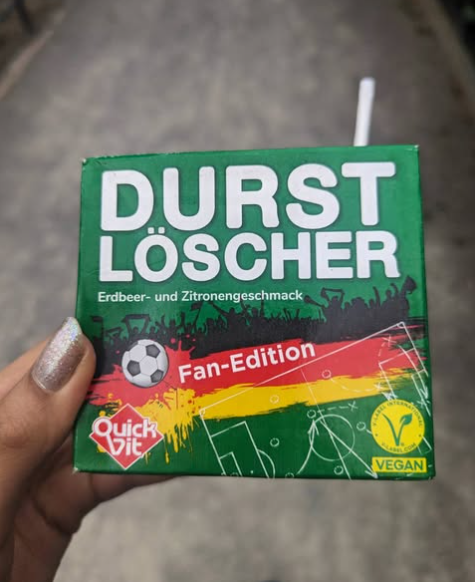 DURST
LÖSCHER
Erdbeer- und Zitronengeschmack
Fan-Edition
Quick
Vit
VEGAN